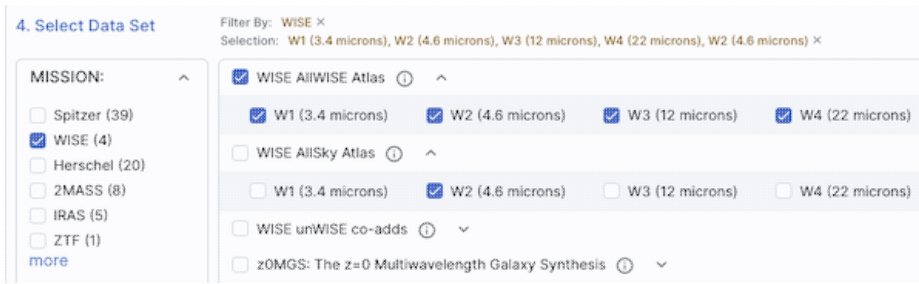 4. Select Data Set
Filter By: WISE ×
Selection: W1 (3.4 microns), W2 (4.6 microns), W3 (12 microns), W4 (22 microns), W2 (4.6 microns) ×
MISSION:
Spitzer (39)
WISE (4)
Herschel (20)
2MASS (8)
IRAS (5)
ZTF (1)
more
WISE AllWISE Atlas
W1 (3.4 microns) W2 (4.6 microns) W3 (12 microns) W4 (22 microns)
WISE AllSky Atlas
W1 (3.4 microns) W2 (4.6 microns) W3 (12 microns) W4 (22 microns)
WISE unWISE co-adds
z0MGS: The z=0 Multiwavelength Galaxy Synthesis